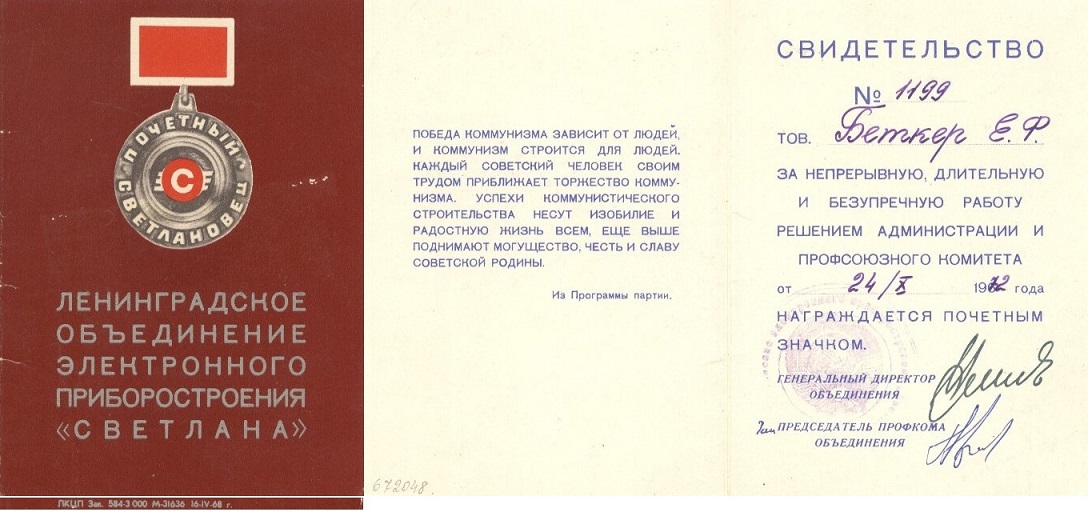 ПОЧЕТНЫЙ
СВЕТЛАНОВЕЦ
С
ЛЕНИНГРАДСКОЕ
ОБЪЕДИНЕНИЕ
ЭЛЕКТРОННОГО
ПРИБОРОСТРОЕНИЯ
«СВЕТЛАНА»
ПКЦП Зак. 584-3 000 М-31636 16-IV-68 г.
ПОБЕДА КОММУНИЗМА ЗАВИСИТ ОТ ЛЮДЕЙ,
И КОММУНИЗМ СТРОИТСЯ ДЛЯ ЛЮДЕЙ.
КАЖДЫЙ СОВЕТСКИЙ ЧЕЛОВЕК СВОИМ
ТРУДОМ ПРИБЛИЖАЕТ ТОРЖЕСТВО КОММУ-
НИЗМА. УСПЕХИ КОММУНИСТИЧЕСКОГО
СТРОИТЕЛЬСТВА НЕСУТ ИЗОБИЛИЕ И
РАДОСТНУЮ ЖИЗНЬ ВСЕМ, ЕЩЕ ВЫШЕ
ПОДНИМАЮТ МОГУЩЕСТВО, ЧЕСТЬ И СЛАВУ
СОВЕТСКОЙ РОДИНЫ.
Из Программы партии.
672048.
СВИДЕТЕЛЬСТВО
№ 1199
ТОВ. Беткер Е.Ф.
ЗА НЕПРЕРЫВНУЮ, ДЛИТЕЛЬНУЮ
И БЕЗУПРЕЧНУЮ РАБОТУ
РЕШЕНИЕМ АДМИНИСТРАЦИИ И
ПРОФСОЮЗНОГО КОМИТЕТА
от 24/X 1972 года
НАГРАЖДАЕТСЯ ПОЧЕТНЫМ
ЗНАЧКОМ.
ГЕНЕРАЛЬНЫЙ ДИРЕКТОР
ОБЪЕДИНЕНИЯ
Зам ПРЕДСЕДАТЕЛЬ ПРОФКОМА
ОБЪЕДИНЕНИЯ